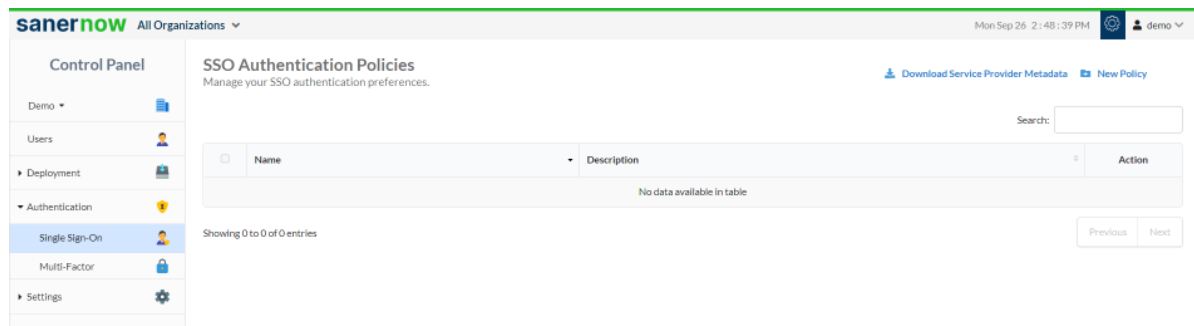 sanernow All Organizations Mon Sep 26 2:48:39 PM demo
Control Panel
Demo
Users
Deployment
Authentication
Single Sign-On
Multi-Factor
Settings
SSO Authentication Policies
Manage your SSO authentication preferences.
Download Service Provider Metadata New Policy
Search:
Name Description Action
No data available in table
Showing 0 to 0 of 0 entries
Previous Next